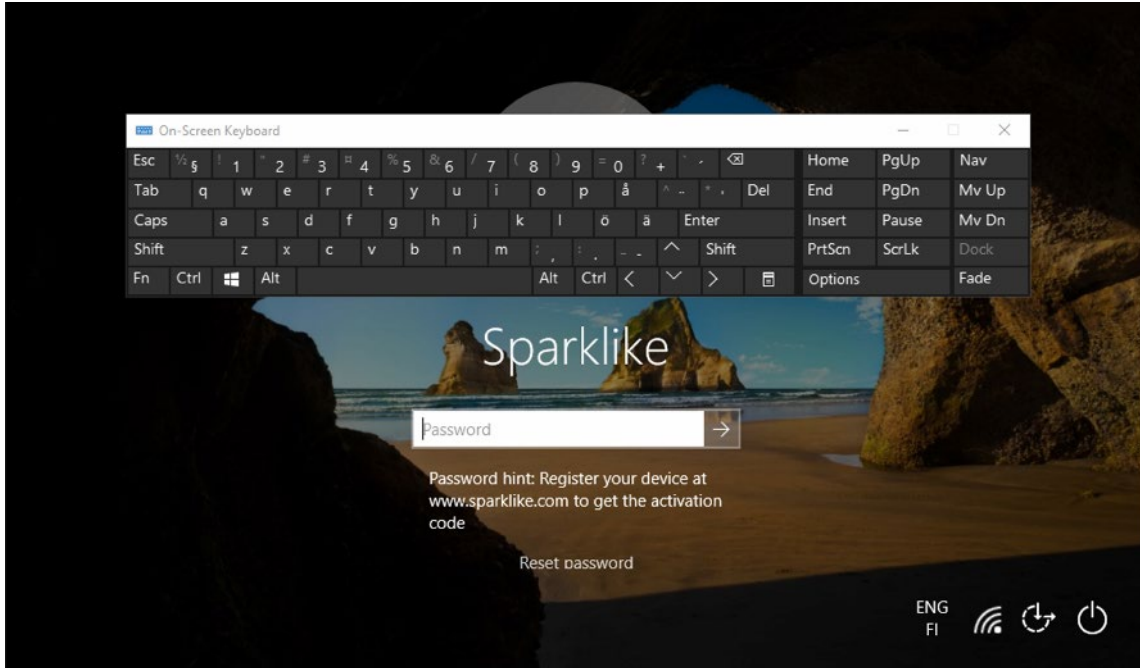 On-Screen Keyboard
Esc ½ § ! 1 " 2 # 3 ¤ 4 % 5 & 6 / 7 ( 8 ) 9 = 0 ? + ` ´ Home PgUp Nav
Tab q w e r t y u i o p å ^ ¨ * ' Del End PgDn Mv Up
Caps a s d f g h j k l ö ä Enter Insert Pause Mv Dn
Shift z x c v b n m ; , : . _ - Shift PrtScn ScrLk Dock
Fn Ctrl Alt Alt Ctrl Options Fade
Sparklike
Password
Password hint: Register your device at
www.sparklike.com to get the activation
code
Reset password
ENG
FI